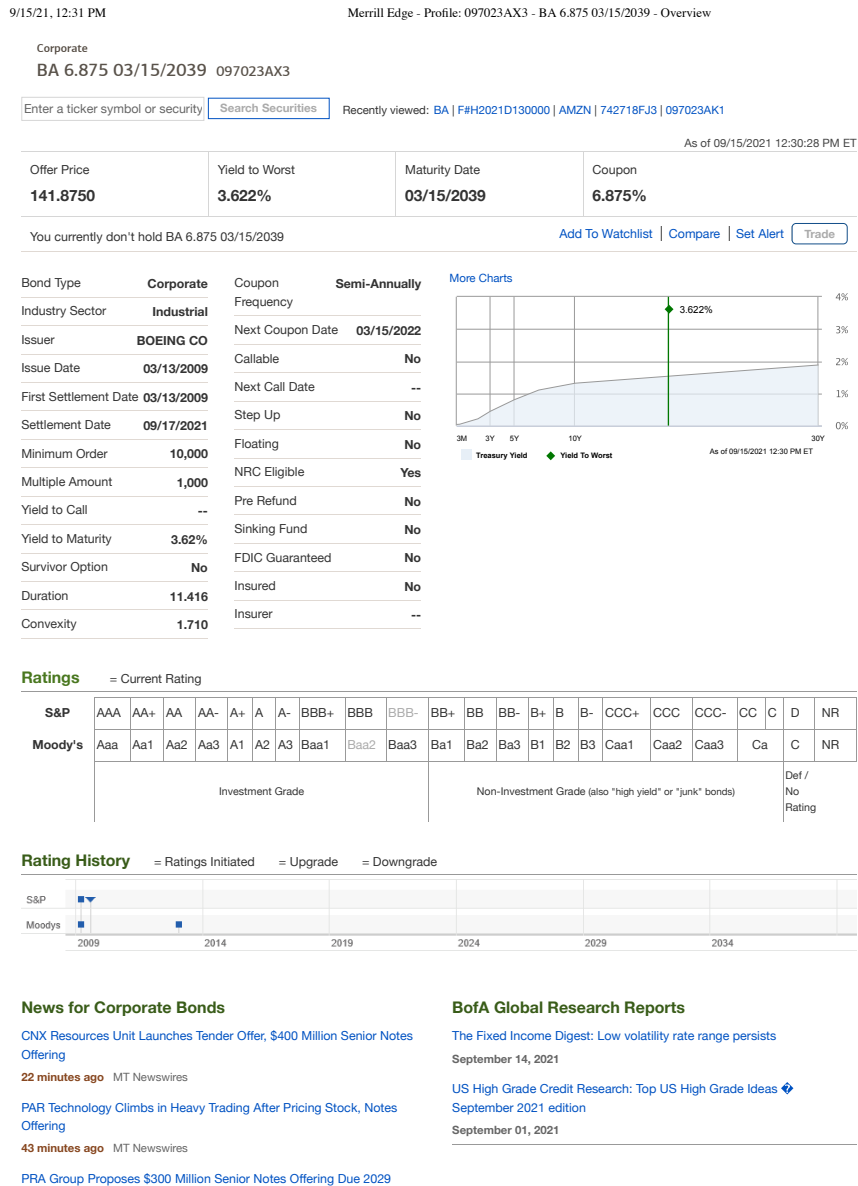 9/15/21, 12:31 PM Merrill Edge - Profile: 097023AX3 - BA 6.875 03/15/2039 - Overview
Corporate
BA 6.875 03/15/2039 097023AX3
Enter a ticker symbol or security Search Securities Recently viewed: BA | F#H2021D130000 | AMZN | 742718FJ3 | 097023AK1
As of 09/15/2021 12:30:28 PM ET
Offer Price Yield to Worst Maturity Date Coupon
141.8750 3.622% 03/15/2039 6.875%
You currently don't hold BA 6.875 03/15/2039 Add To Watchlist | Compare | Set Alert Trade
Bond Type Corporate
Industry Sector Industrial
Issuer BOEING CO
Issue Date 03/13/2009
First Settlement Date 03/13/2009
Settlement Date 09/17/2021
Minimum Order 10,000
Multiple Amount 1,000
Yield to Call --
Yield to Maturity 3.62%
Survivor Option No
Duration 11.416
Convexity 1.710
Coupon Semi-Annually
Frequency
Next Coupon Date 03/15/2022
Callable No
Next Call Date --
Step Up No
Floating No
NRC Eligible Yes
Pre Refund No
Sinking Fund No
FDIC Guaranteed No
Insured No
Insurer --
More Charts
4%
3.622%
3%
2%
1%
0%
3M 3Y 5Y 10Y 30Y
Treasury Yield Yield To Worst As of 09/15/2021 12:30 PM ET
Ratings = Current Rating
S&P AAA AA+ AA AA- A+ A A- BBB+ BBB BBB- BB+ BB BB- B+ B B- CCC+ CCC CCC- CC C D NR
Moody's Aaa Aa1 Aa2 Aa3 A1 A2 A3 Baa1 Baa2 Baa3 Ba1 Ba2 Ba3 B1 B2 B3 Caa1 Caa2 Caa3 Ca C NR
Investment Grade Non-Investment Grade (also "high yield" or "junk" bonds) Def /
No
Rating
Rating History = Ratings Initiated = Upgrade = Downgrade
S&P
Moodys
2009 2014 2019 2024 2029 2034
News for Corporate Bonds
CNX Resources Unit Launches Tender Offer, $400 Million Senior Notes
Offering
22 minutes ago MT Newswires
PAR Technology Climbs in Heavy Trading After Pricing Stock, Notes
Offering
43 minutes ago MT Newswires
PRA Group Proposes $300 Million Senior Notes Offering Due 2029
BofA Global Research Reports
The Fixed Income Digest: Low volatility rate range persists
September 14, 2021
US High Grade Credit Research: Top US High Grade Ideas �
September 2021 edition
September 01, 2021